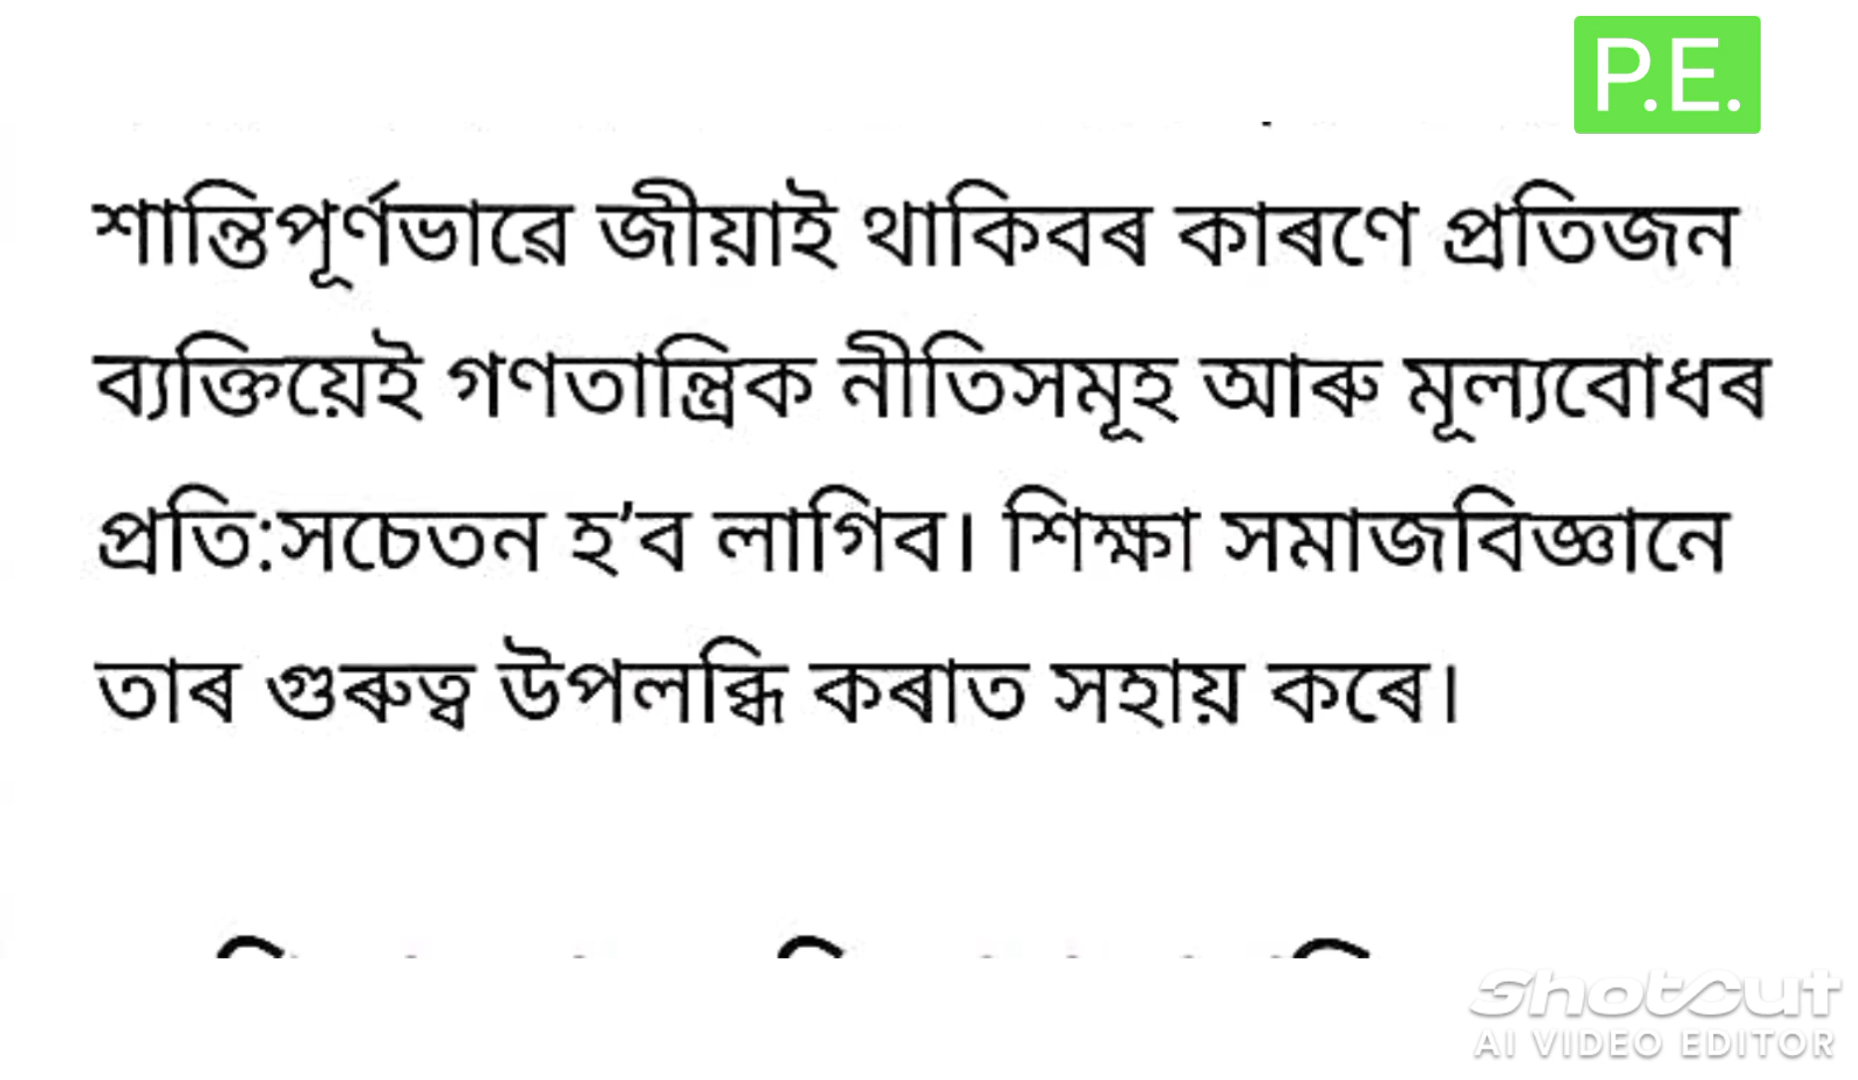 P.E.
শান্তিপূৰ্ণভাৱে জীয়াই থাকিবৰ কাৰণে প্ৰতিজন
ব্যক্তিয়েই গণতান্ত্ৰিক নীতিসমূহ আৰু মূল্যবোধৰ
প্ৰতি:সচেতন হ'ব লাগিব। শিক্ষা সমাজবিজ্ঞানে
তাৰ গুৰুত্ব উপলব্ধি কৰাত সহায় কৰে।
ShotCut
AI VIDEO EDITOR